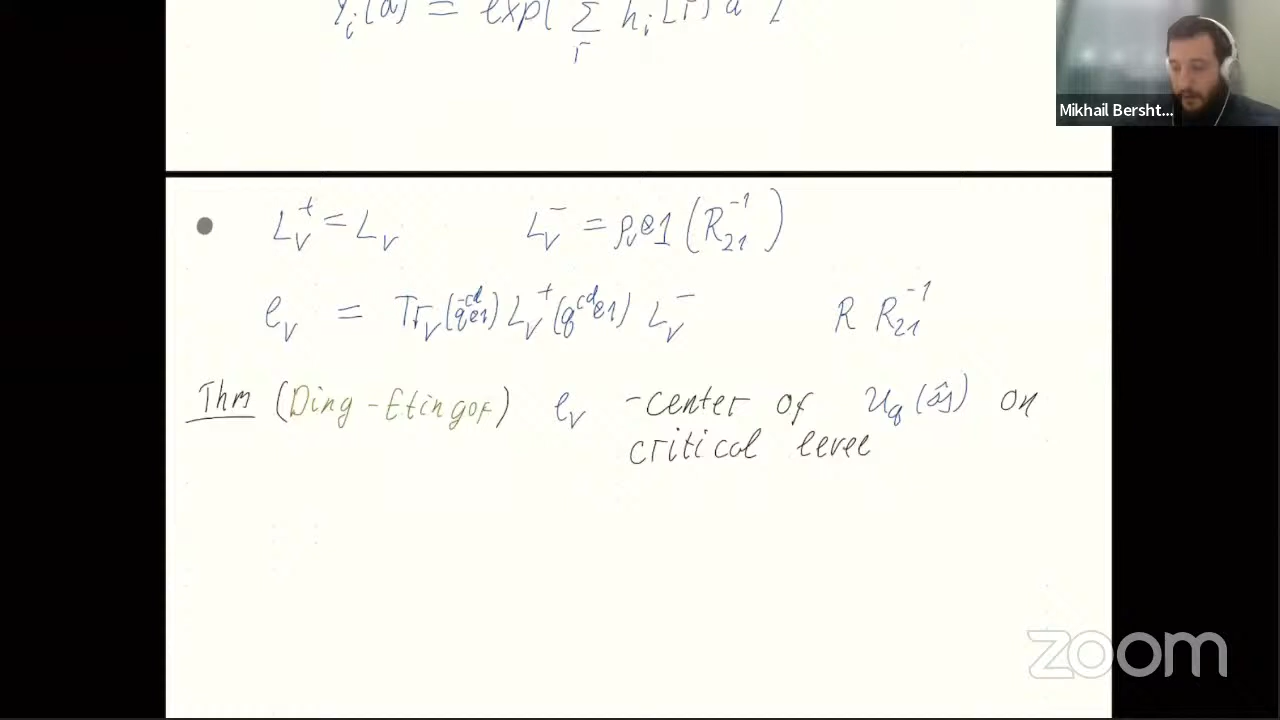 Y_i(a) = exp( Σ_r h_i[r] a
Mikhail Bersht...
• L_V^+ = L_V L_V^- = ρ_V⊗1 (R_21^{-1})
ℓ_V = Tr_V (q^{-cd}⊗1) L_V^+ (q^{cd}⊗1) L_V^- R R_21^{-1}
Thm (Ding-Etingof) ℓ_V - center of U_q(ĝ) on
critical level
zoom